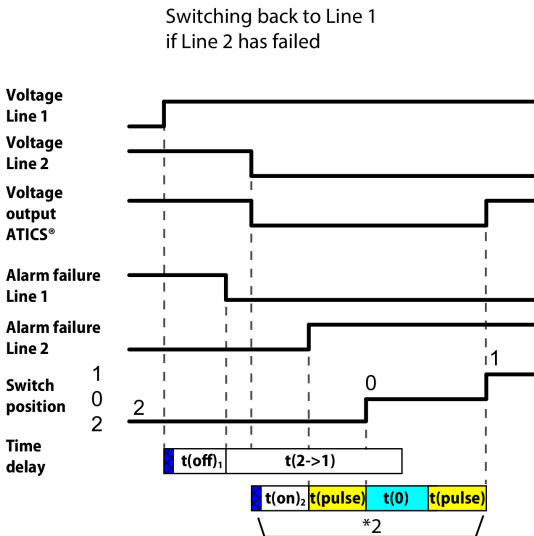 Switching back to Line 1
if Line 2 has failed
Voltage
Line 1
Voltage
Line 2
Voltage
output
ATICS®
Alarm failure
Line 1
Alarm failure
Line 2
Switch
position
1
0
2
2
0
1
Time
delay
t(off)₁
t(2->1)
t(on)₂
t(pulse)
t(0)
t(pulse)
*2